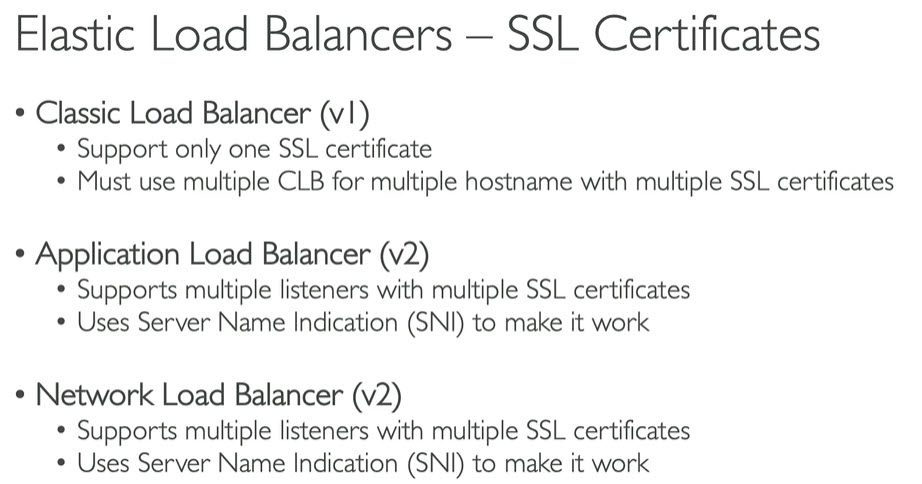 Elastic Load Balancers – SSL Certificates
• Classic Load Balancer (v1)
• Support only one SSL certificate
• Must use multiple CLB for multiple hostname with multiple SSL certificates
• Application Load Balancer (v2)
• Supports multiple listeners with multiple SSL certificates
• Uses Server Name Indication (SNI) to make it work
• Network Load Balancer (v2)
• Supports multiple listeners with multiple SSL certificates
• Uses Server Name Indication (SNI) to make it work